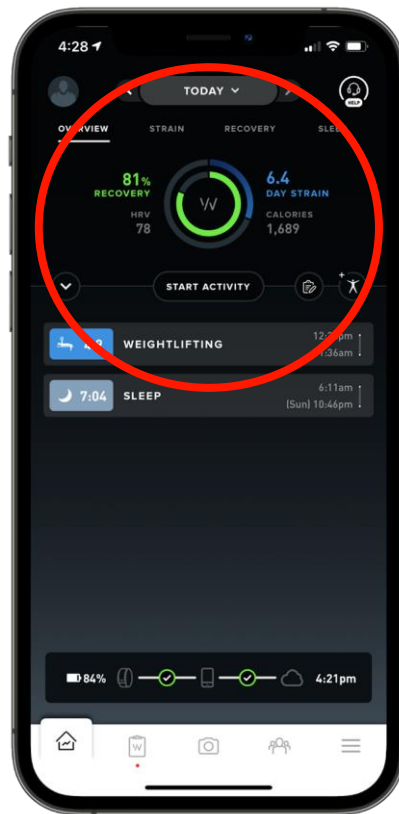 4:28
TODAY
HELP
OVERVIEW STRAIN RECOVERY
81% 6.4
RECOVERY DAY STRAIN
HRV CALORIES
78 1,689
START ACTIVITY
WEIGHTLIFTING
7:04 SLEEP 6:11am
(Sun) 10:46pm
84% 4:21pm